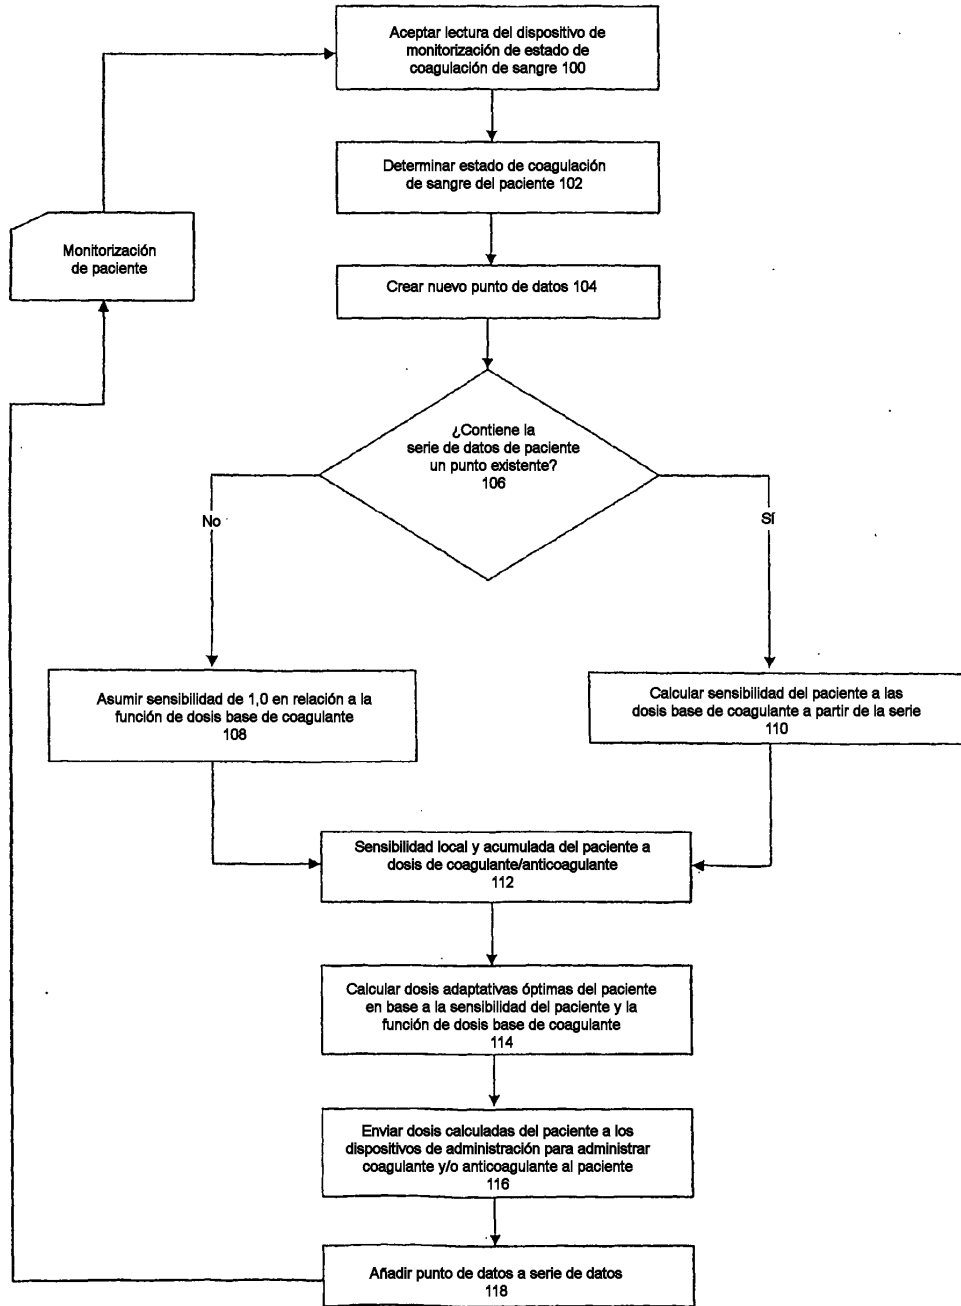 Aceptar lectura del dispositivo de
monitorización de estado de
coagulación de sangre 100
Determinar estado de coagulación
de sangre del paciente 102
Monitorización
de paciente
Crear nuevo punto de datos 104
¿Contiene la
serie de datos de paciente
un punto existente?
106
No
Sí
Asumir sensibilidad de 1,0 en relación a la
función de dosis base de coagulante
108
Calcular sensibilidad del paciente a las
dosis base de coagulante a partir de la serie
110
Sensibilidad local y acumulada del paciente a
dosis de coagulante/anticoagulante
112
Calcular dosis adaptativas óptimas del paciente
en base a la sensibilidad del paciente y la
función de dosis base de coagulante
114
Enviar dosis calculadas del paciente a los
dispositivos de administración para administrar
coagulante y/o anticoagulante al paciente
116
Añadir punto de datos a serie de datos
118